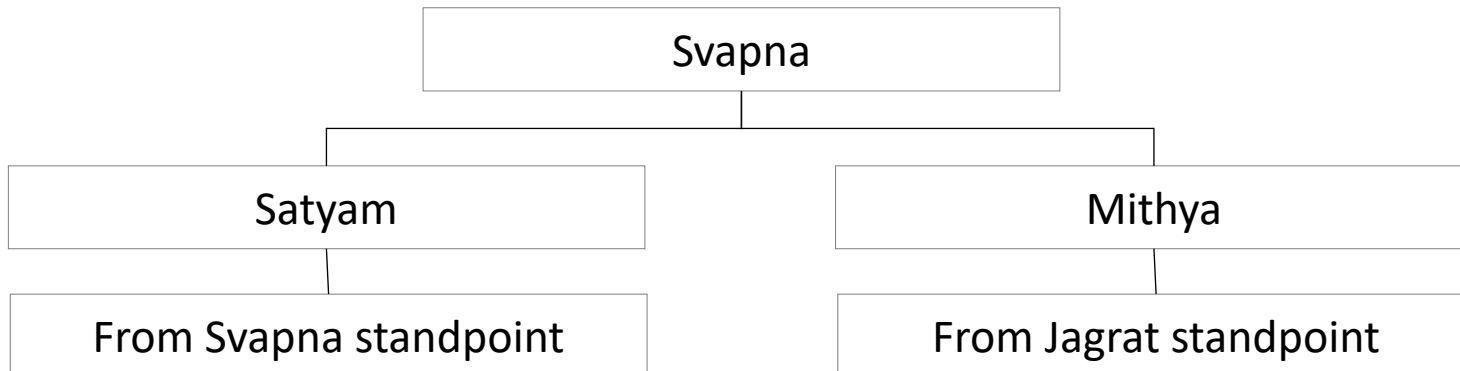 Svapna
Satyam
Mithya
From Svapna standpoint
From Jagrat standpoint